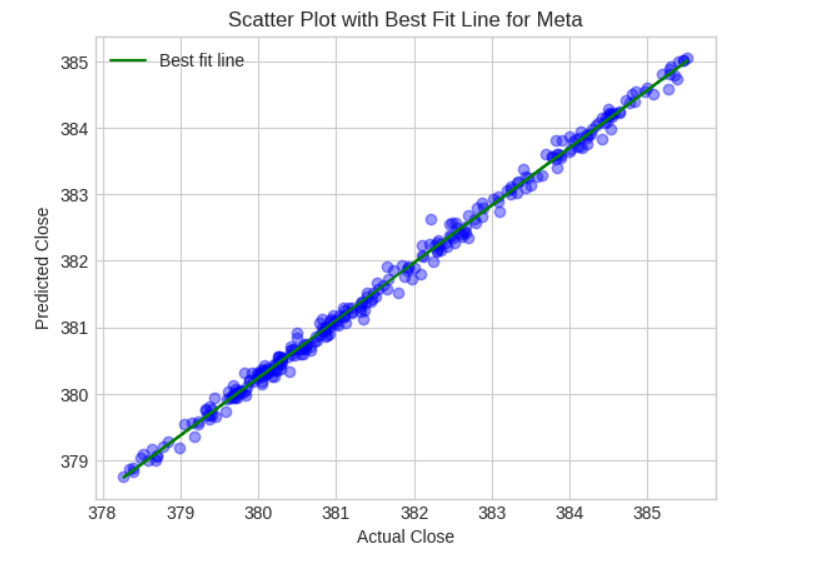 Scatter Plot with Best Fit Line for Meta
Best fit line
385
384
383
382
381
380
379
Predicted Close
378 379 380 381 382 383 384 385
Actual Close